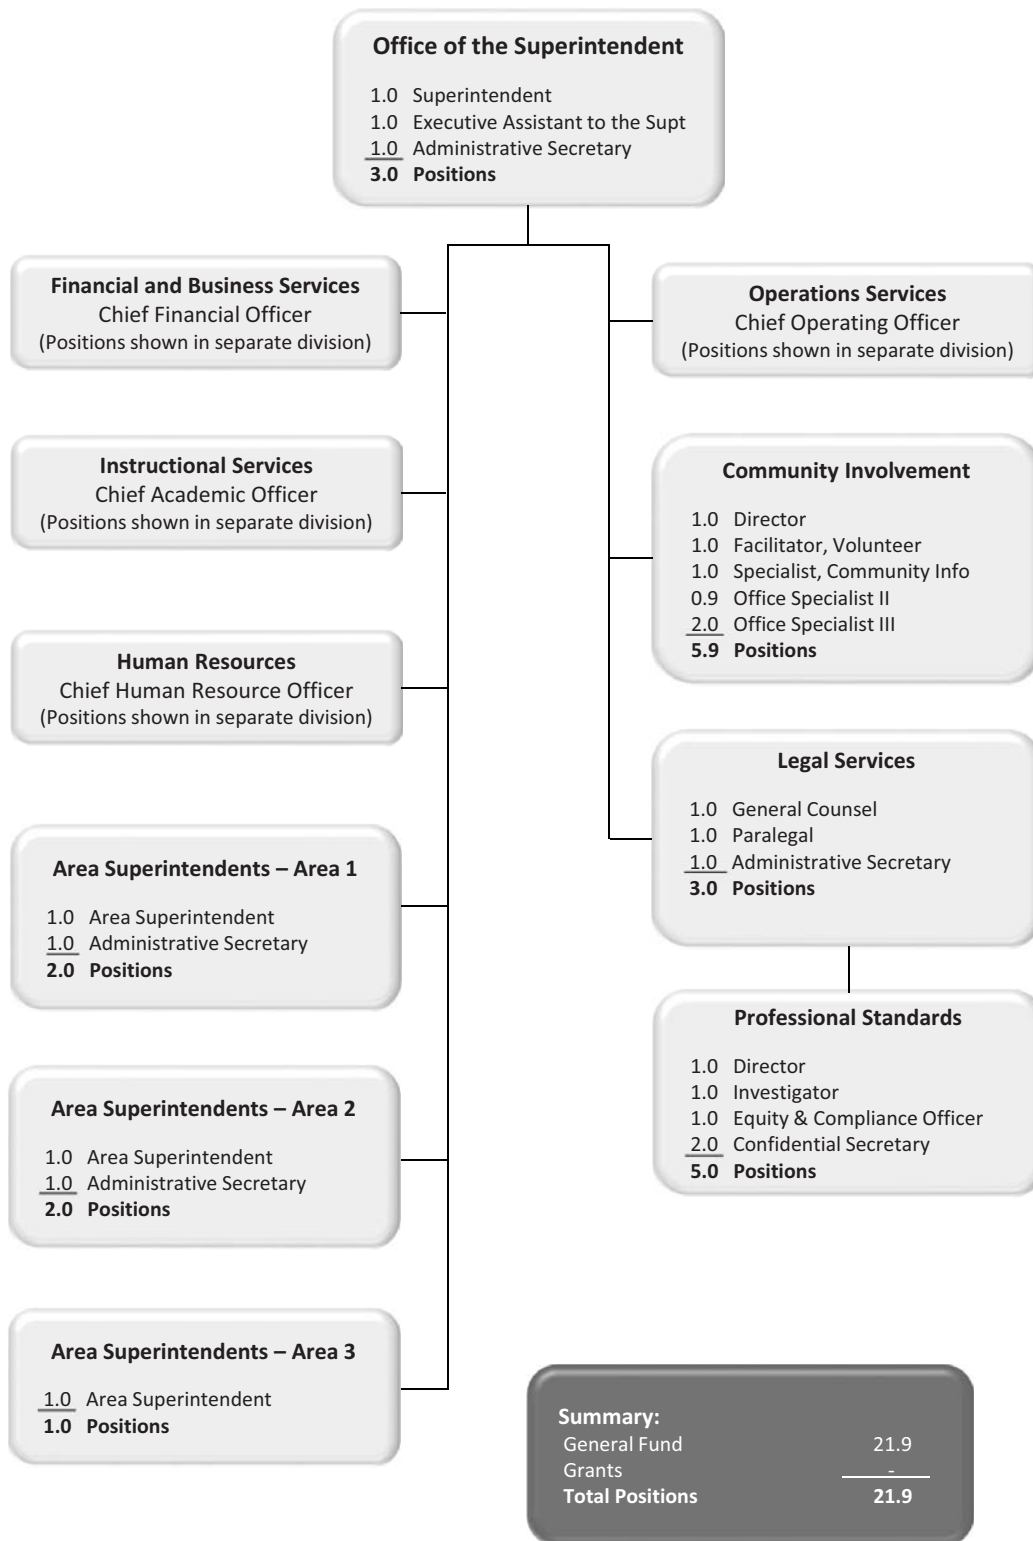 Office of the Superintendent
1.0 Superintendent
1.0 Executive Assistant to the Supt
1.0 Administrative Secretary
3.0 Positions
Financial and Business Services
Chief Financial Officer
(Positions shown in separate division)
Operations Services
Chief Operating Officer
(Positions shown in separate division)
Instructional Services
Chief Academic Officer
(Positions shown in separate division)
Community Involvement
1.0 Director
1.0 Facilitator, Volunteer
1.0 Specialist, Community Info
0.9 Office Specialist II
2.0 Office Specialist III
5.9 Positions
Human Resources
Chief Human Resource Officer
(Positions shown in separate division)
Legal Services
1.0 General Counsel
1.0 Paralegal
1.0 Administrative Secretary
3.0 Positions
Area Superintendents – Area 1
1.0 Area Superintendent
1.0 Administrative Secretary
2.0 Positions
Professional Standards
1.0 Director
1.0 Investigator
1.0 Equity & Compliance Officer
2.0 Confidential Secretary
5.0 Positions
Area Superintendents – Area 2
1.0 Area Superintendent
1.0 Administrative Secretary
2.0 Positions
Area Superintendents – Area 3
1.0 Area Superintendent
1.0 Positions
Summary:
General Fund 21.9
Grants -
Total Positions 21.9